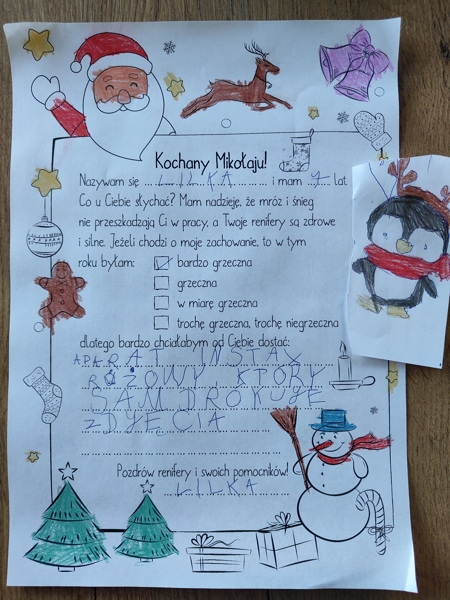 Kochany Mikołaju!
Nazywam się LILKA i mam 7 lat.
Co u Ciebie słychać? Mam nadzieję, że mróz i śnieg
nie przeszkadzają Ci w pracy, a Twoje renifery są zdrowe
i silne. Jeżeli chodzi o moje zachowanie, to w tym
roku byłam: bardzo grzeczna
grzeczna
w miarę grzeczna
trochę grzeczna, trochę niegrzeczna
dlatego bardzo chciałabym od Ciebie dostać:
APARAT INSTAX
RÓŻOWY KTÓRY
SAM DROKUJE
ZDJĘCIA
Pozdrów renifery i swoich pomocników!
LILKA